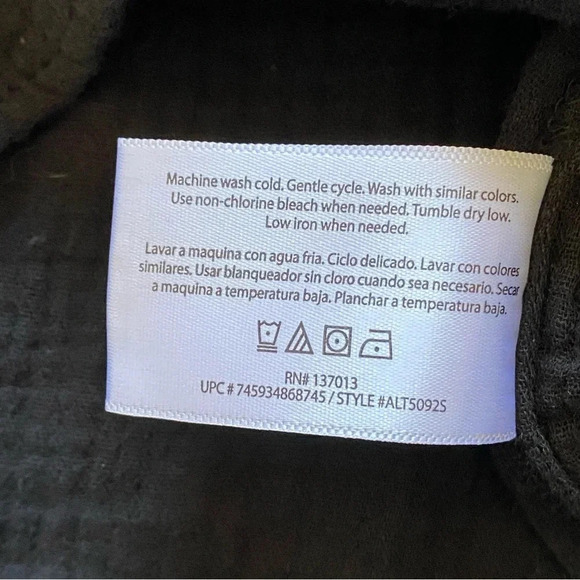 Machine wash cold. Gentle cycle. Wash with similar colors.
Use non-chlorine bleach when needed. Tumble dry low.
Low iron when needed.
Lavar a maquina con agua fria. Ciclo delicado. Lavar con colores
similares. Usar blanqueador sin cloro cuando sea necesario. Secar
a maquina a temperatura baja. Planchar a temperatura baja.
RN# 137013
UPC # 745934868745 / STYLE #ALT5092S